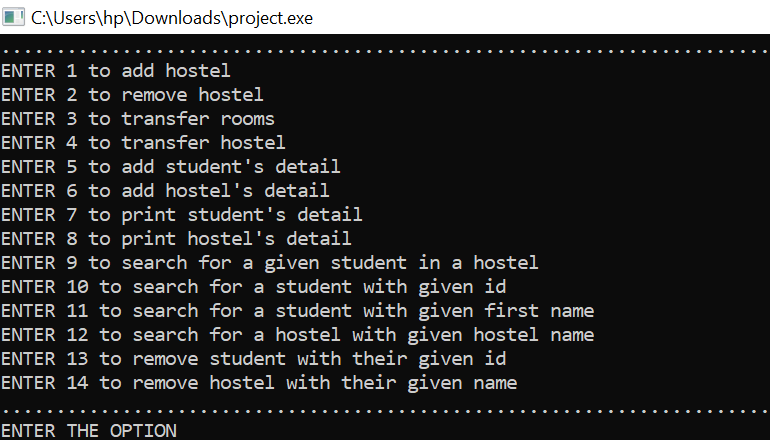 C:\Users\hp\Downloads\project.exe
......................................................................
ENTER 1 to add hostel
ENTER 2 to remove hostel
ENTER 3 to transfer rooms
ENTER 4 to transfer hostel
ENTER 5 to add student's detail
ENTER 6 to add hostel's detail
ENTER 7 to print student's detail
ENTER 8 to print hostel's detail
ENTER 9 to search for a given student in a hostel
ENTER 10 to search for a student with given id
ENTER 11 to search for a student with given first name
ENTER 12 to search for a hostel with given hostel name
ENTER 13 to remove student with their given id
ENTER 14 to remove hostel with their given name
......................................................................
ENTER THE OPTION